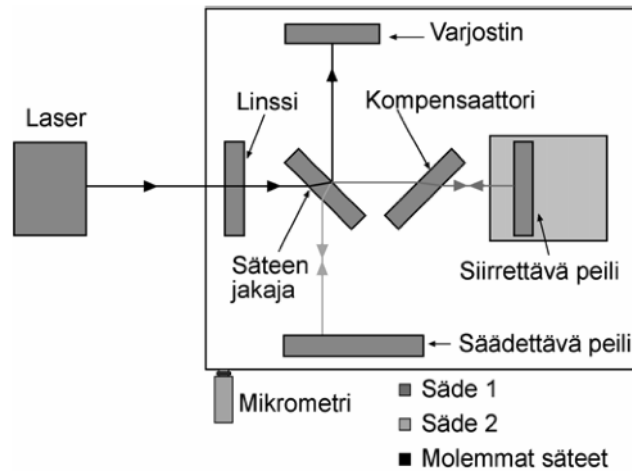 Varjostin
Linssi
Kompensaattori
Laser
Säteen
jakaja
Siirrettävä peili
Säädettävä peili
Mikrometri
Säde 1
Säde 2
Molemmat säteet